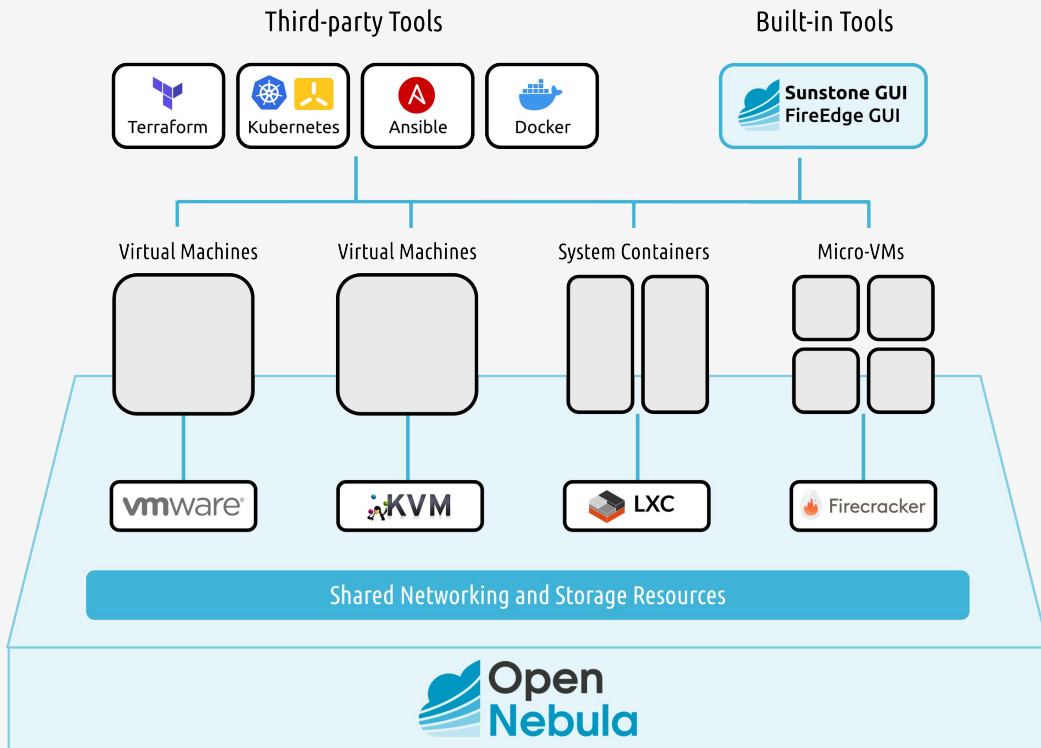 Third-party Tools
Built-in Tools
Terraform
Kubernetes
Ansible
Docker
Sunstone GUI
FireEdge GUI
Virtual Machines
Virtual Machines
System Containers
Micro-VMs
vmware®
KVM
LXC
Firecracker
Shared Networking and Storage Resources
Open
Nebula